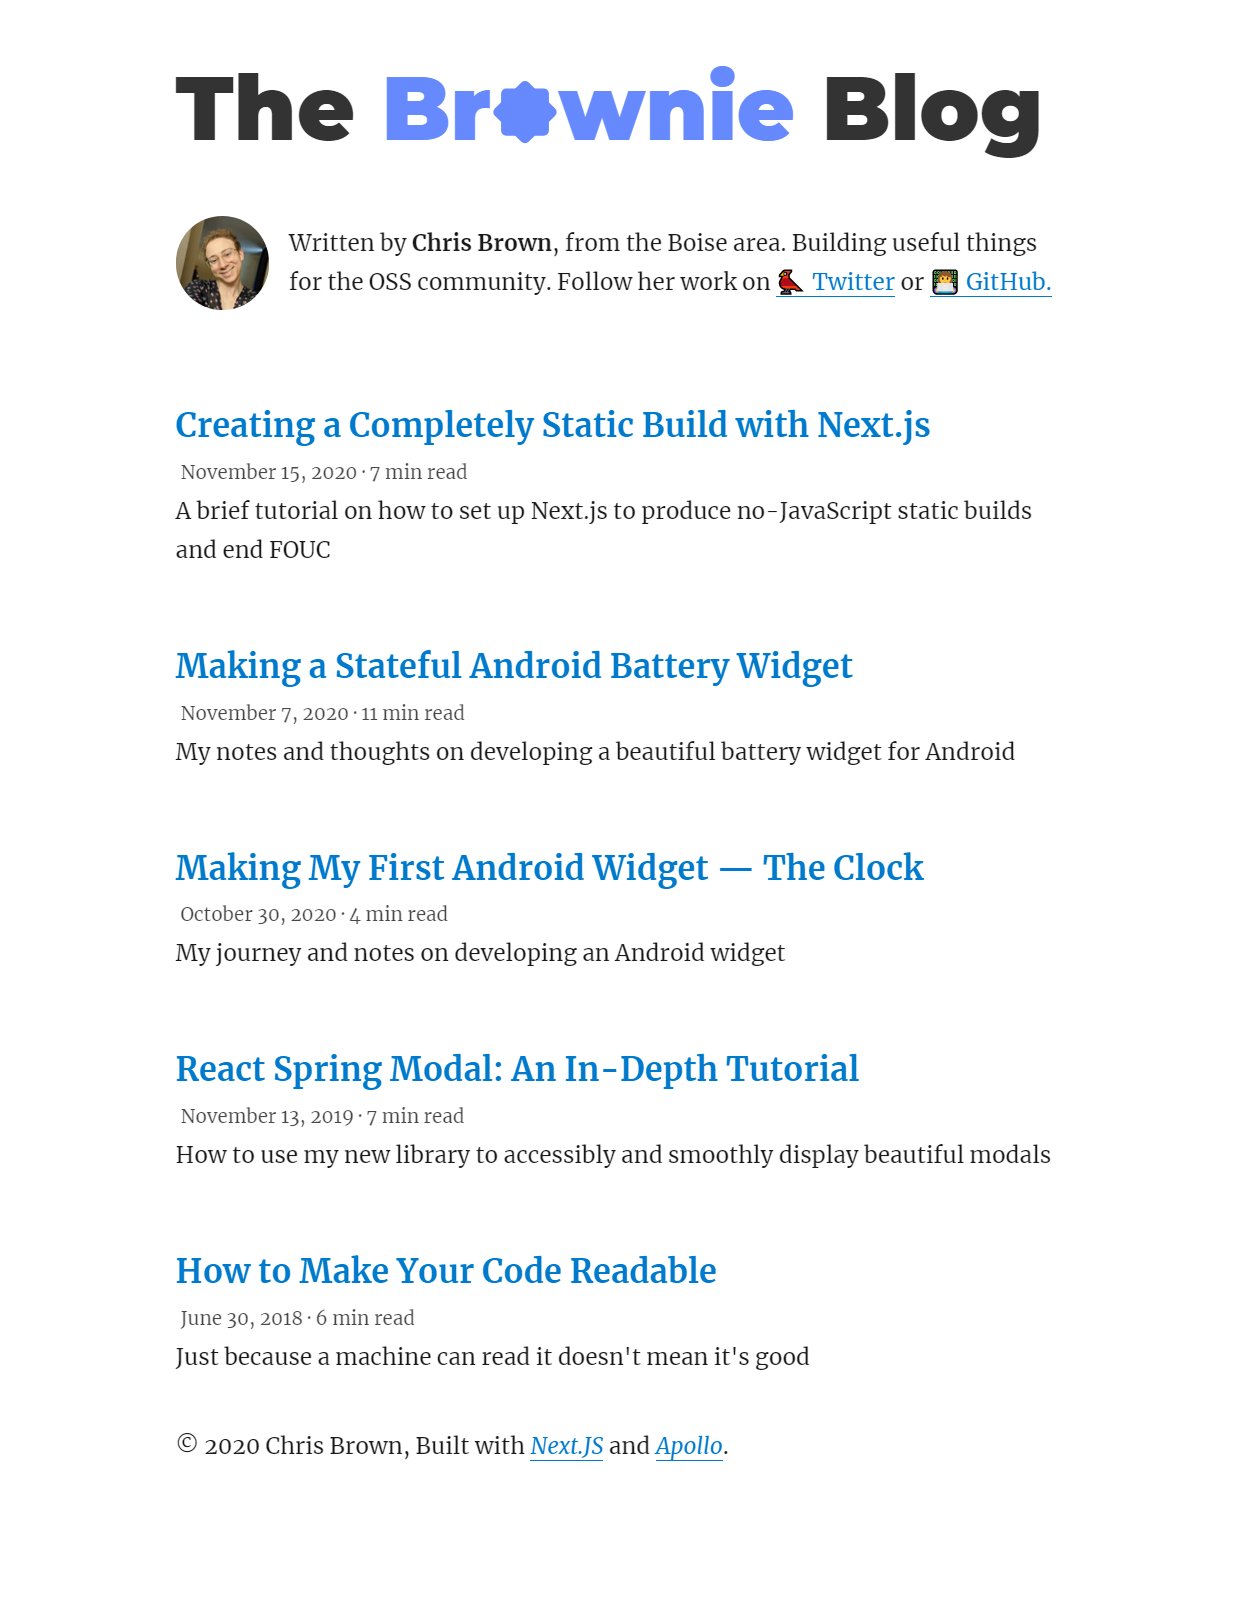 The Brownie Blog
Written by Chris Brown, from the Boise area. Building useful things
for the OSS community. Follow her work on Twitter or GitHub.
Creating a Completely Static Build with Next.js
November 15, 2020 · 7 min read
A brief tutorial on how to set up Next.js to produce no-JavaScript static builds
and end FOUC
Making a Stateful Android Battery Widget
November 7, 2020 · 11 min read
My notes and thoughts on developing a beautiful battery widget for Android
Making My First Android Widget — The Clock
October 30, 2020 · 4 min read
My journey and notes on developing an Android widget
React Spring Modal: An In-Depth Tutorial
November 13, 2019 · 7 min read
How to use my new library to accessibly and smoothly display beautiful modals
How to Make Your Code Readable
June 30, 2018 · 6 min read
Just because a machine can read it doesn't mean it's good
© 2020 Chris Brown, Built with Next.JS and Apollo.